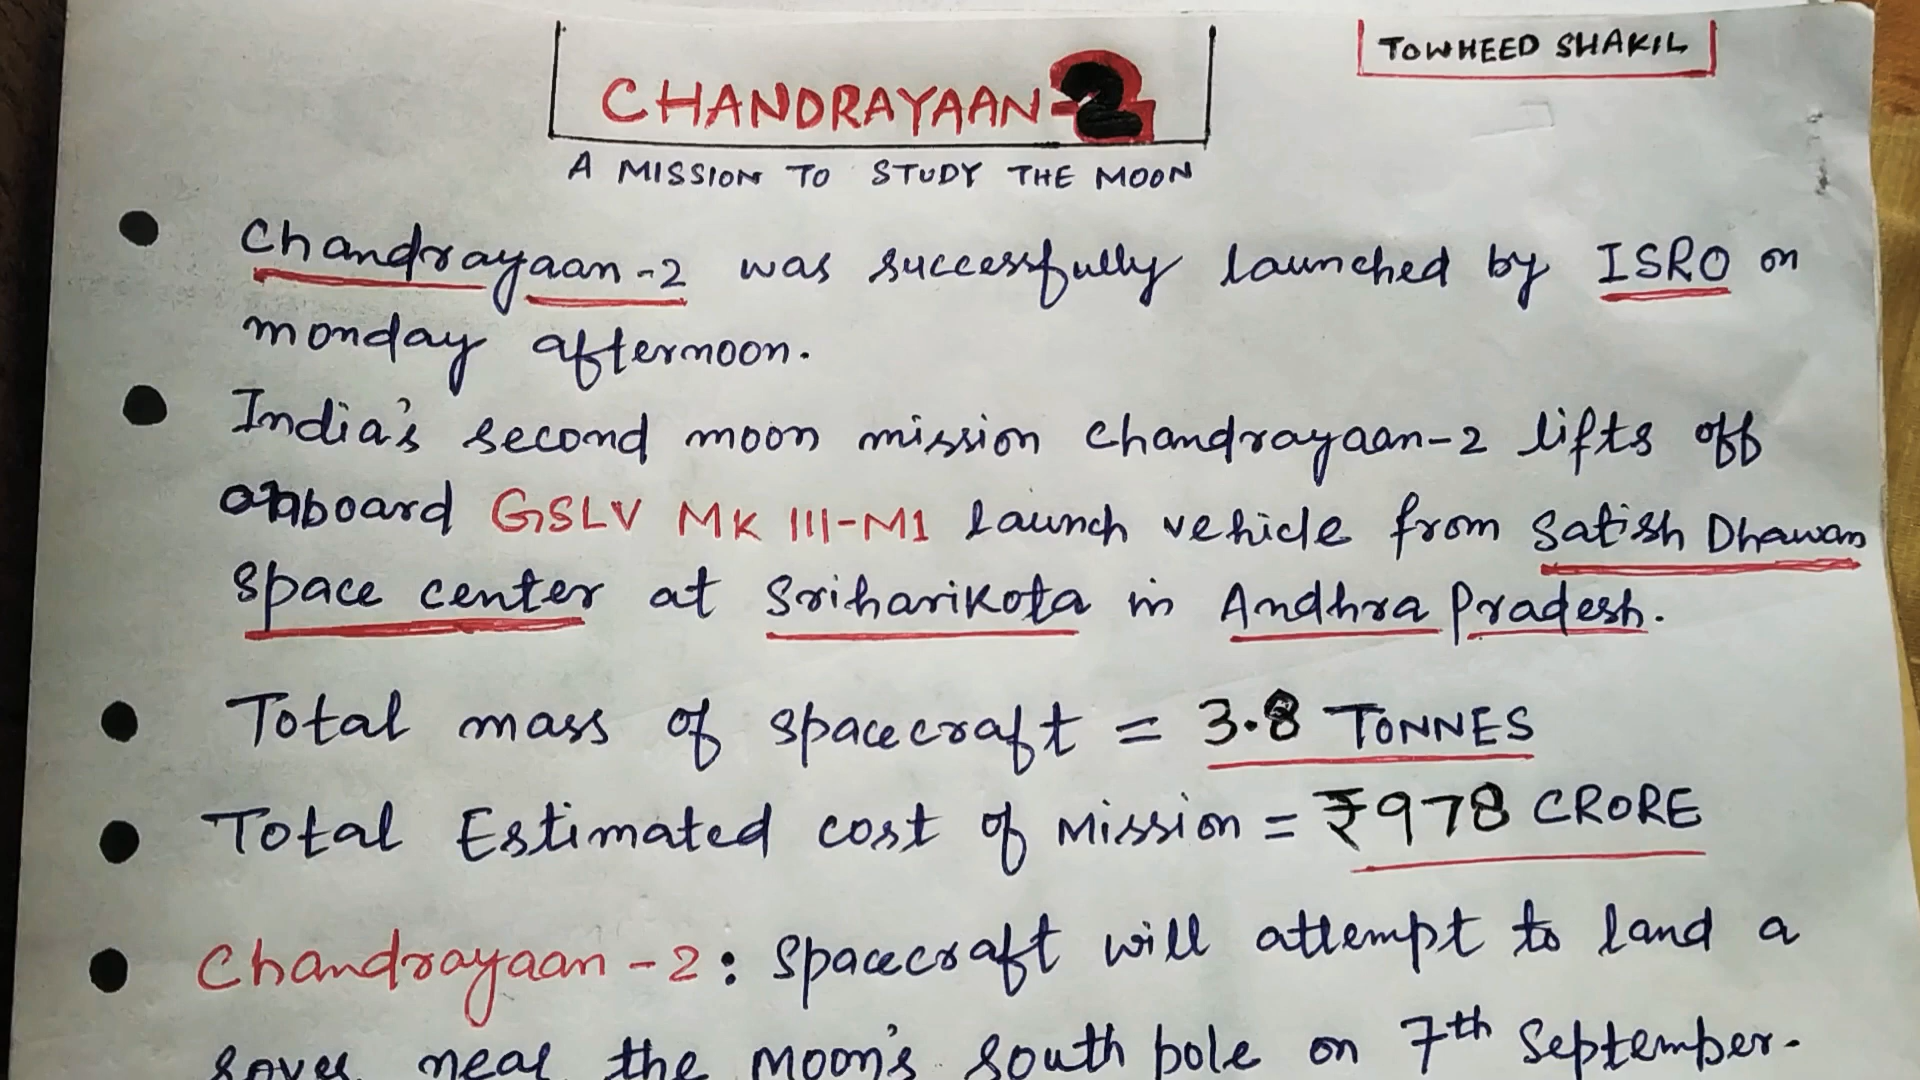 TOWHEED SHAKIL
CHANDRAYAAN-2
A MISSION TO STUDY THE MOON
Chandrayaan-2 was successfully launched by ISRO on
monday afternoon.
India's second moon mission Chandrayaan-2 lifts off
onboard GSLV MK III-M1 launch vehicle from Satish Dhawan
space center at Sriharikota in Andhra Pradesh.
Total mass of spacecraft = 3.8 TONNES
Total Estimated cost of Mission = ₹978 CRORE
Chandrayaan-2: Spacecraft will attempt to land a
rover near the Moon's south pole on 7th September.